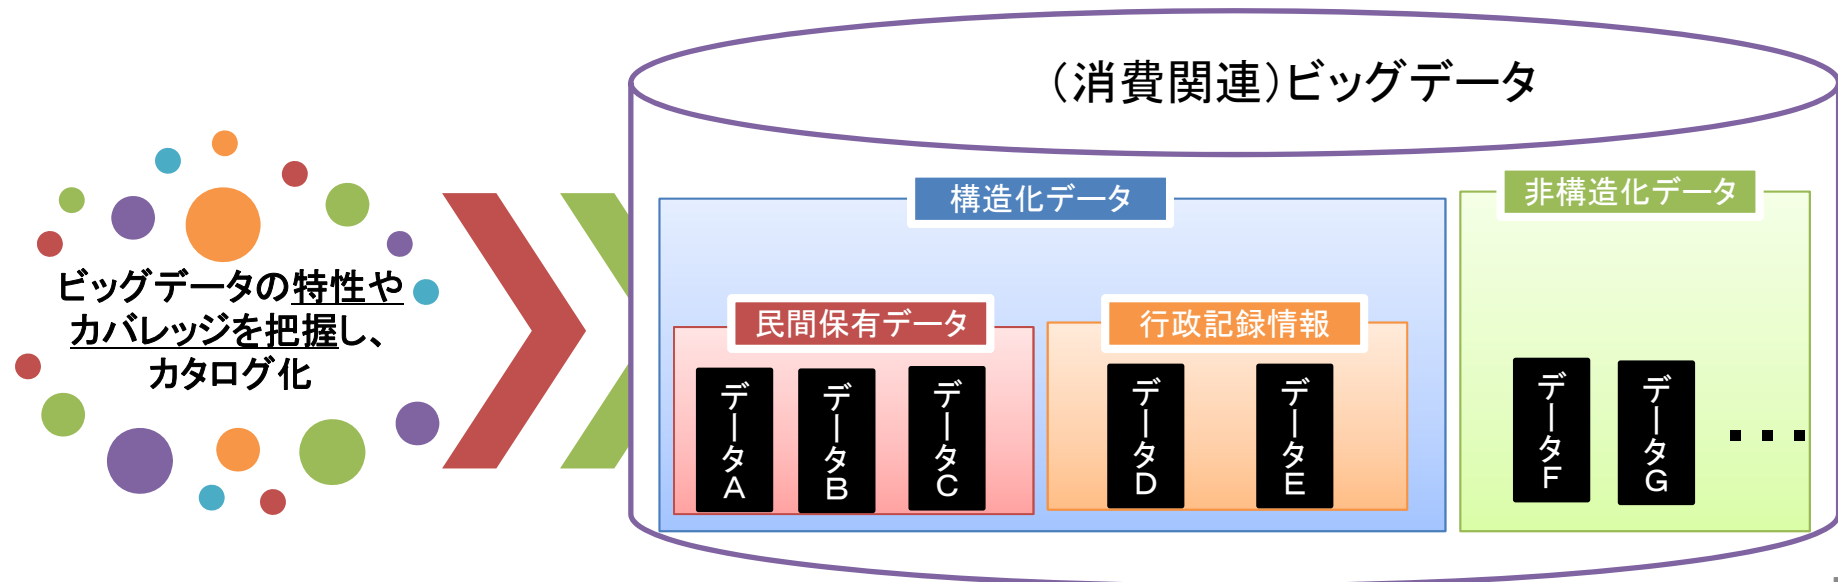 （消費関連）ビッグデータ
構造化データ
非構造化データ
ビッグデータの特性や
カバレッジを把握し、
カタログ化
民間保有データ
行政記録情報
データA
データB
データC
データD
データE
データF
データG
...